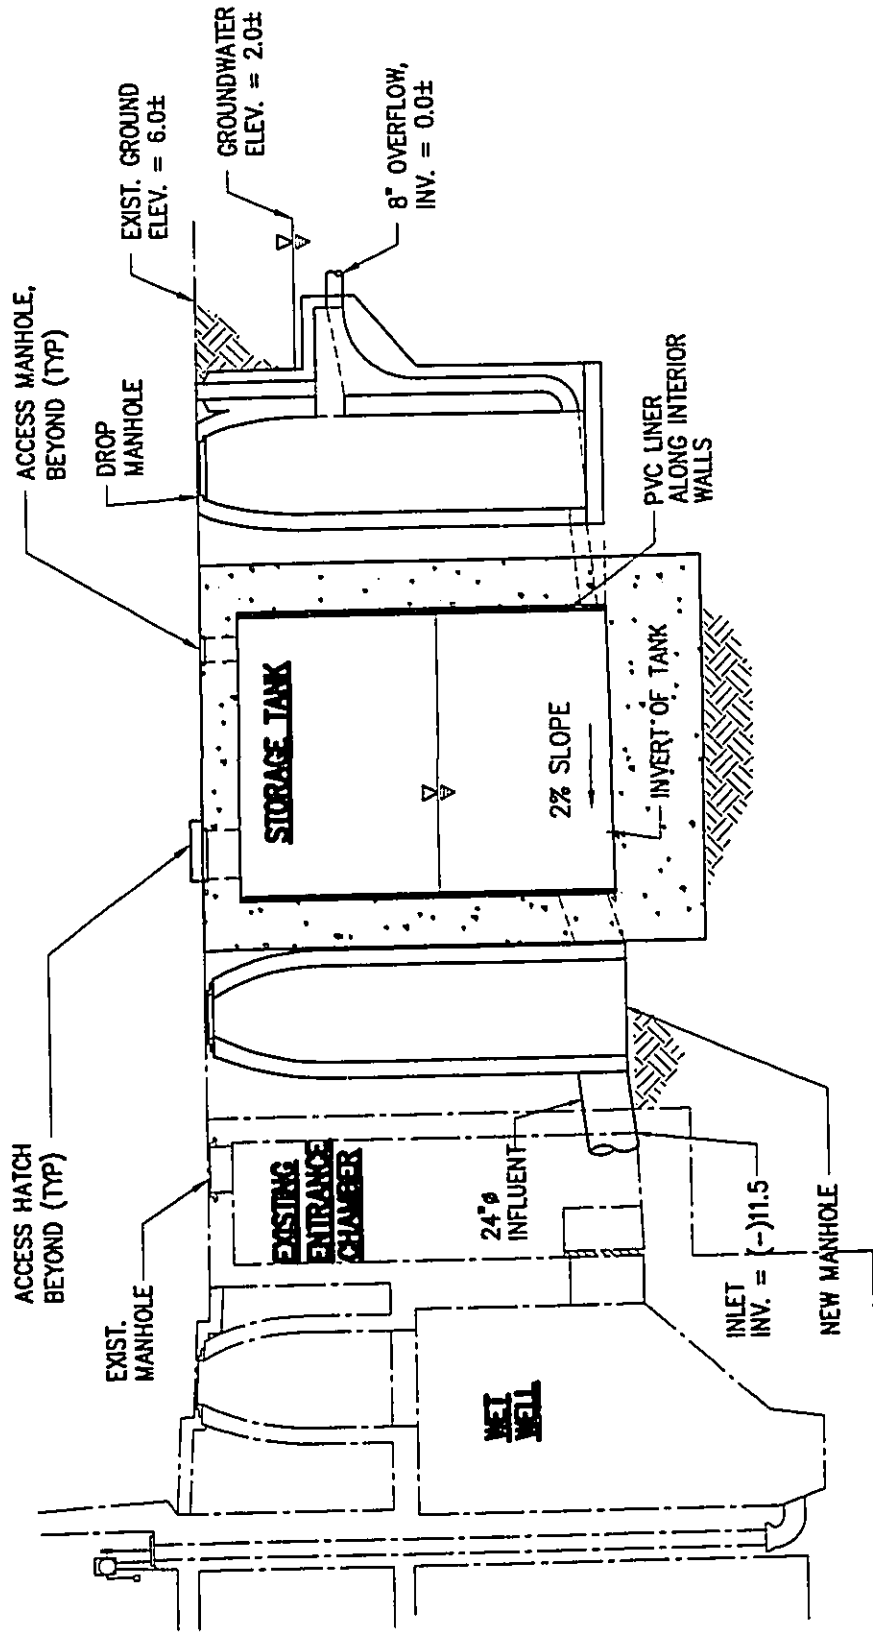 ACCESS HATCH
BEYOND (TYP)
ACCESS MANHOLE,
BEYOND (TYP)
EXIST.
MANHOLE
DROP
MANHOLE
EXIST. GROUND
ELEV. = 6.0±
GROUNDWATER
ELEV. = 2.0±
8" OVERFLOW,
INV. = 0.0±
EXISTING
ENTRANCE
CHAMBER
STORAGE TANK
WET
WELL
24"ø
INFLUENT
2% SLOPE
INVERT OF TANK
PVC LINER
ALONG INTERIOR
WALLS
INLET
INV. = (-)11.5
NEW MANHOLE